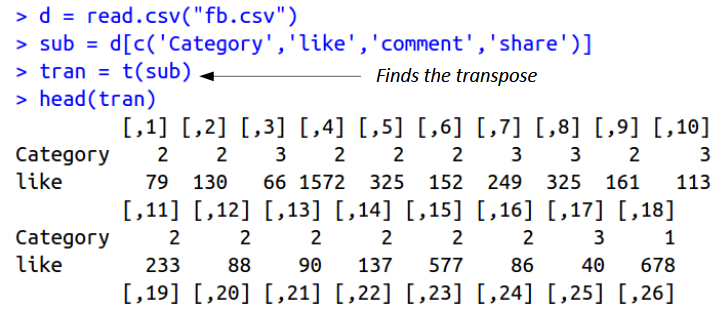 > d = read.csv("fb.csv")
> sub = d[c('Category','like','comment','share')]
> tran = t(sub) Finds the transpose
> head(tran)
[,1] [,2] [,3] [,4] [,5] [,6] [,7] [,8] [,9] [,10]
Category 2 2 3 2 2 2 3 3 2 3
like 79 130 66 1572 325 152 249 325 161 113
[,11] [,12] [,13] [,14] [,15] [,16] [,17] [,18]
Category 2 2 2 2 2 2 3 1
like 233 88 90 137 577 86 40 678
[,19] [,20] [,21] [,22] [,23] [,24] [,25] [,26]